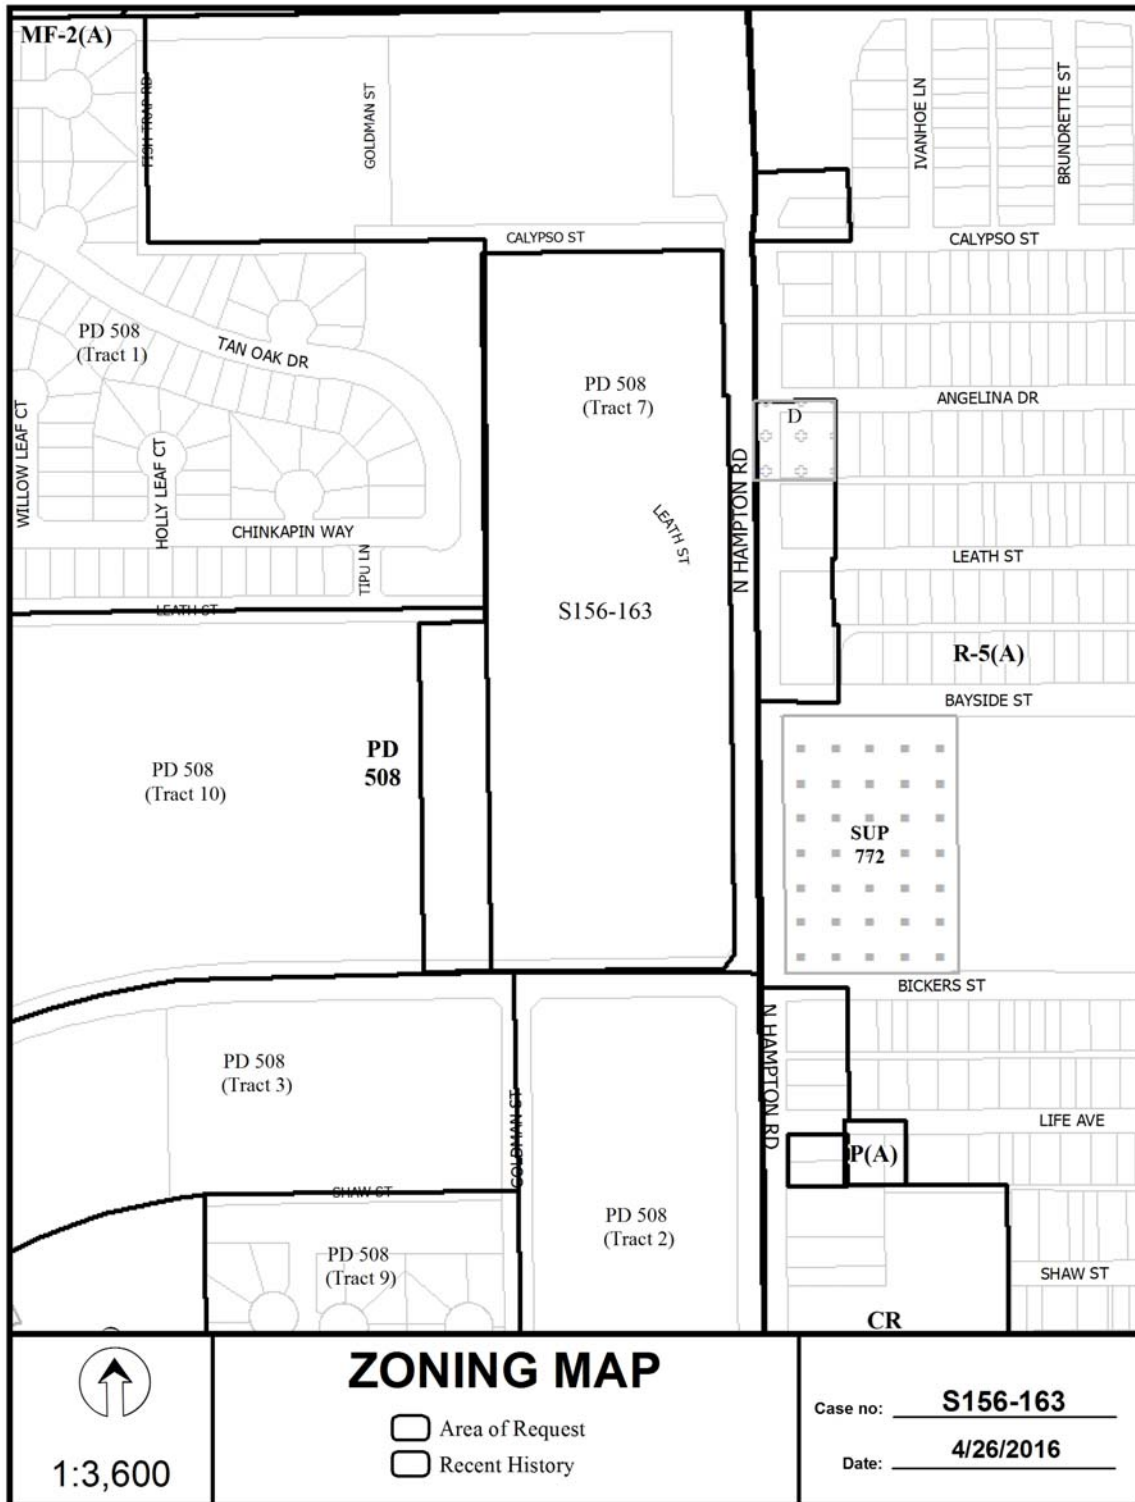 MF-2(A)
FISH TRAP RD
GOLDMAN ST
IVANHOE LN
BRUNDRETTE ST
CALYPSO ST
CALYPSO ST
PD 508
(Tract 1)
TAN OAK DR
PD 508
(Tract 7)
ANGELINA DR
D
WILLOW LEAF CT
HOLLY LEAF CT
CHINKAPIN WAY
TIPU LN
LEATH ST
N HAMPTON RD
LEATH ST
LEATH ST
S156-163
R-5(A)
BAYSIDE ST
PD
508
PD 508
(Tract 10)
SUP
772
BICKERS ST
N HAMPTON RD
PD 508
(Tract 3)
GOLDMAN ST
LIFE AVE
P(A)
SHAW ST
PD 508
(Tract 2)
PD 508
(Tract 9)
SHAW ST
CR
1:3,600
ZONING MAP
Area of Request
Recent History
Case no: S156-163
Date: 4/26/2016